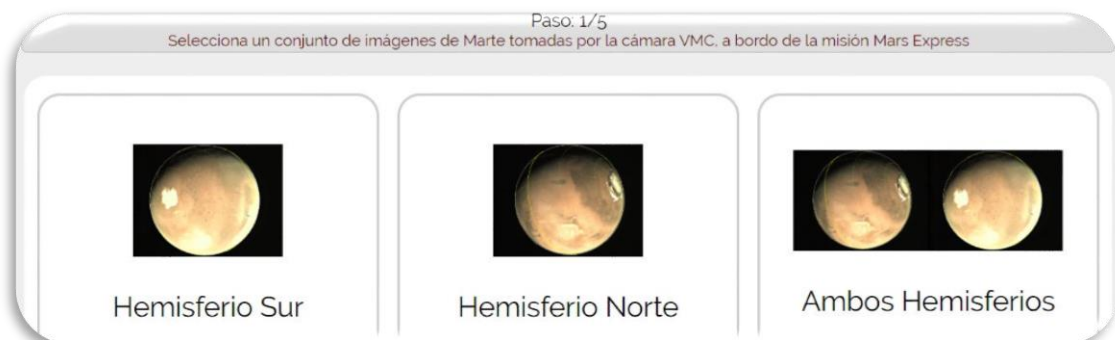 Paso: 1/5
Selecciona un conjunto de imágenes de Marte tomadas por la cámara VMC, a bordo de la misión Mars Express
Hemisferio Sur
Hemisferio Norte
Ambos Hemisferios